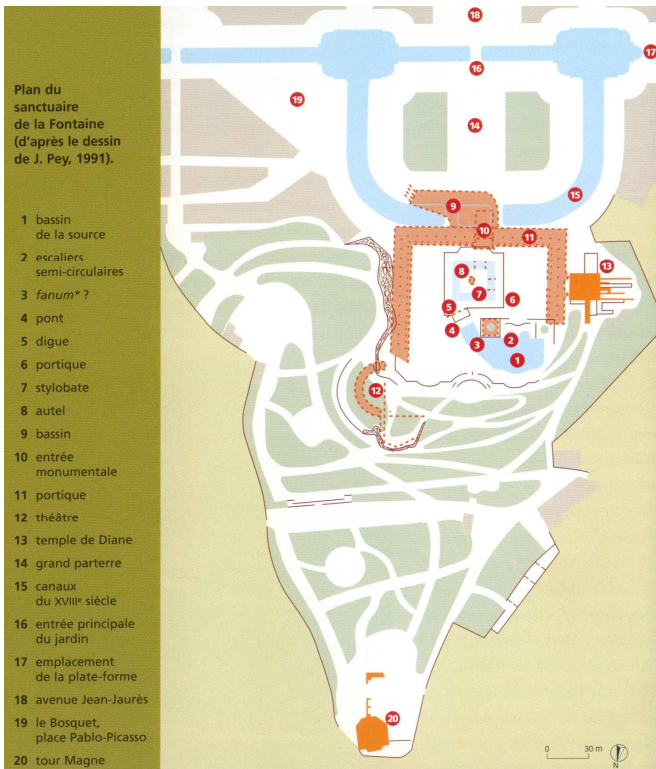 Plan du
sanctuaire
de la Fontaine
(d'après le dessin
de J. Pey, 1991).
1 bassin
de la source
2 escaliers
semi-circulaires
3 fanum* ?
4 pont
5 digue
6 portique
7 stylobate
8 autel
9 bassin
10 entrée
monumentale
11 portique
12 théâtre
13 temple de Diane
14 grand parterre
15 canaux
du XVIIIe siècle
16 entrée principale
du jardin
17 emplacement
de la plate-forme
18 avenue Jean-Jaurès
19 le Bosquet,
place Pablo-Picasso
20 tour Magne
18
17
16
19
14
15
9
10
11
13
8
7
6
5
4
3
2
1
12
20
0 30 m
N